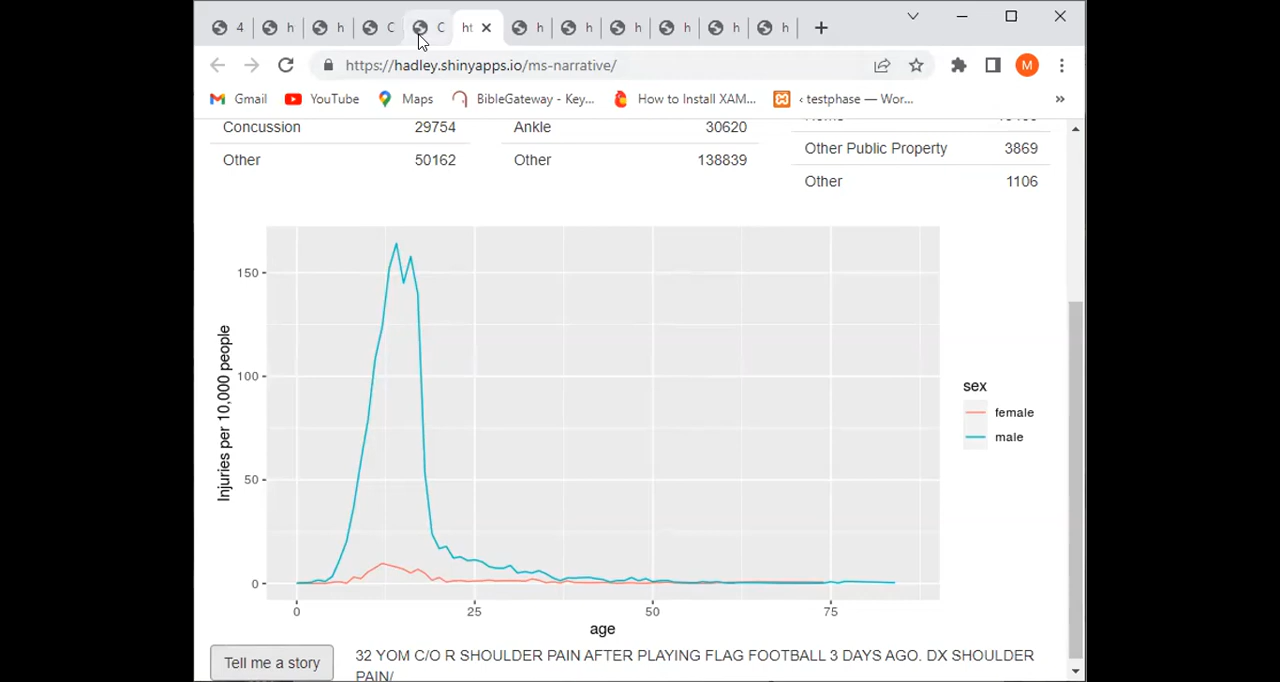 4 h h C C ht h h h h h h
https://hadley.shinyapps.io/ms-narrative/
M
Gmail YouTube Maps BibleGateway - Key... How to Install XAM... ‹ testphase — Wor... »
Concussion 29754 Ankle 30620
Other Public Property 3869
Other 50162 Other 138839
Other 1106
150
100
50
0
Injuries per 10,000 people
0 25 50 75
age
sex
female
male
Tell me a story
32 YOM C/O R SHOULDER PAIN AFTER PLAYING FLAG FOOTBALL 3 DAYS AGO. DX SHOULDER
PAIN/